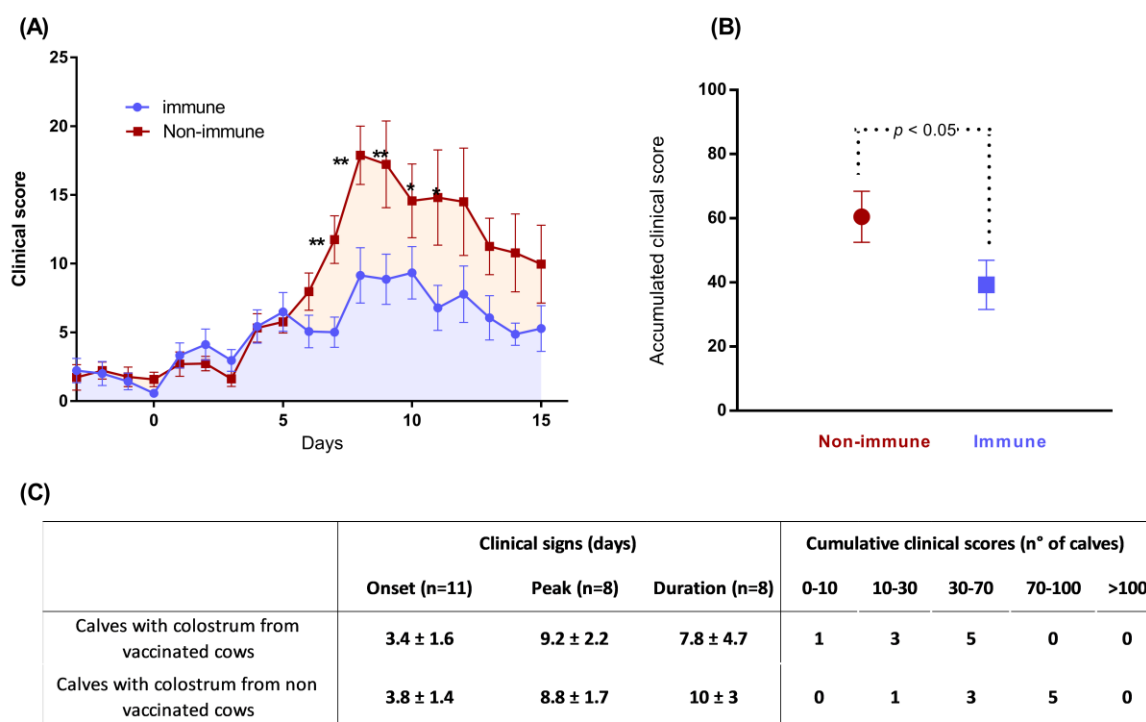 (A)
25
20
15
10
5
0
Clinical score
immune
Non-immune
**
**
**
*
*
0 5 10 15
Days
(B)
100
80
60
40
20
0
Accumulated clinical score
p < 0.05
Non-immune Immune
(C)
Clinical signs (days) Cumulative clinical scores (n° of calves)
Onset (n=11) Peak (n=8) Duration (n=8) 0-10 10-30 30-70 70-100 >100
Calves with colostrum from
vaccinated cows
3.4 ± 1.6 9.2 ± 2.2 7.8 ± 4.7 1 3 5 0 0
Calves with colostrum from non
vaccinated cows
3.8 ± 1.4 8.8 ± 1.7 10 ± 3 0 1 3 5 0